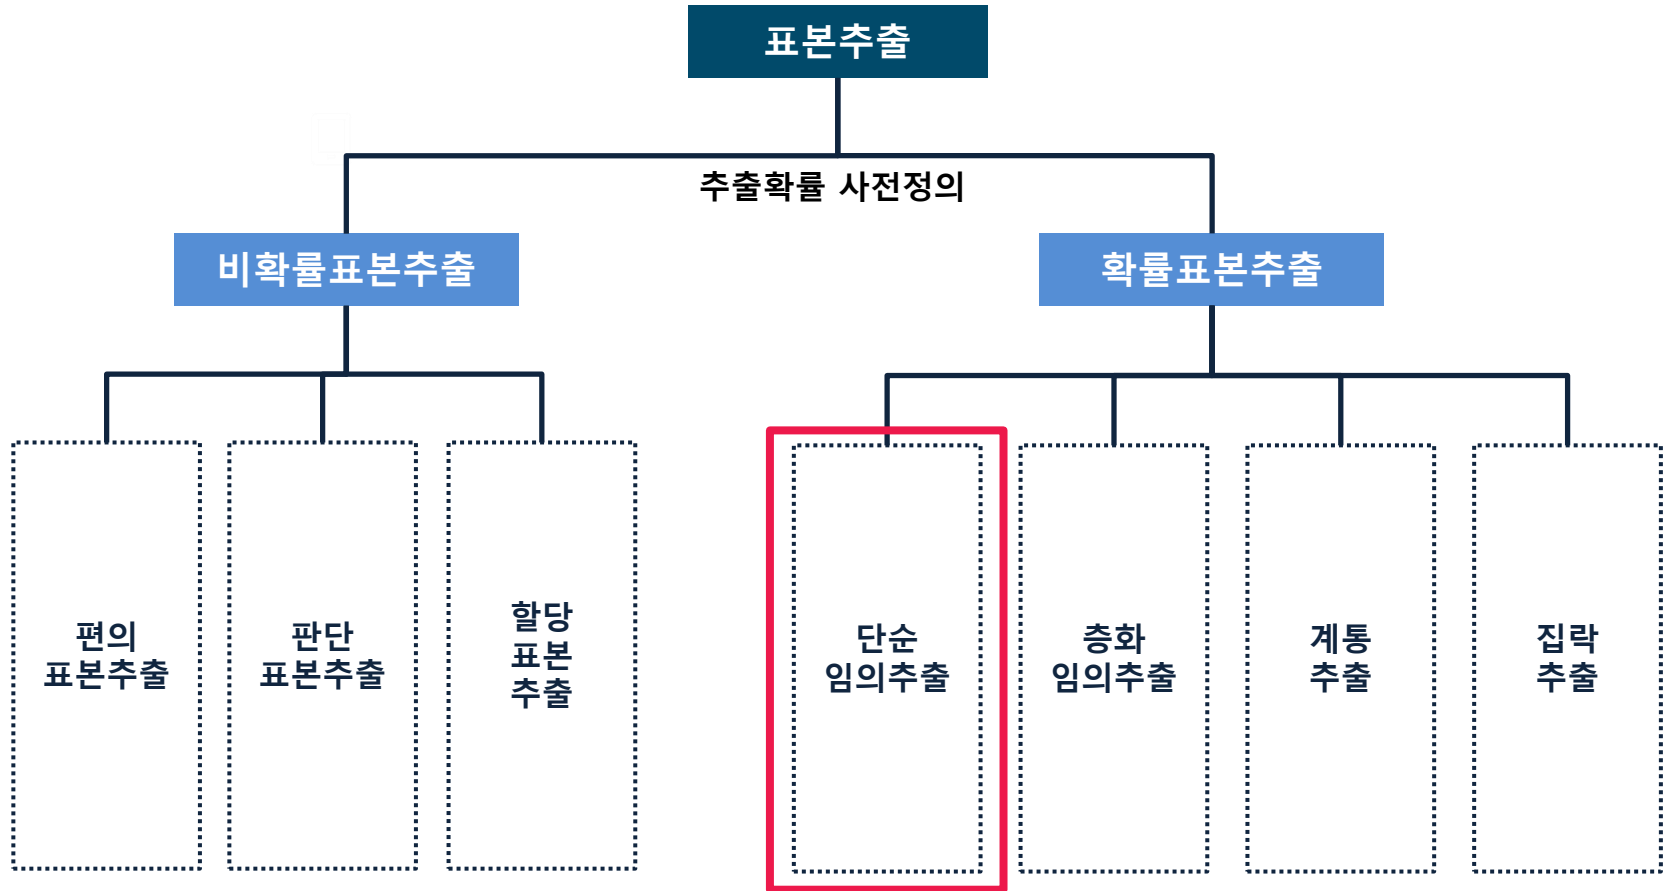 표본추출
추출확률 사전정의
비확률표본추출
확률표본추출
편의
표본추출
판단
표본추출
할당
표본
추출
단순
임의추출
층화
임의추출
계통
추출
집락
추출